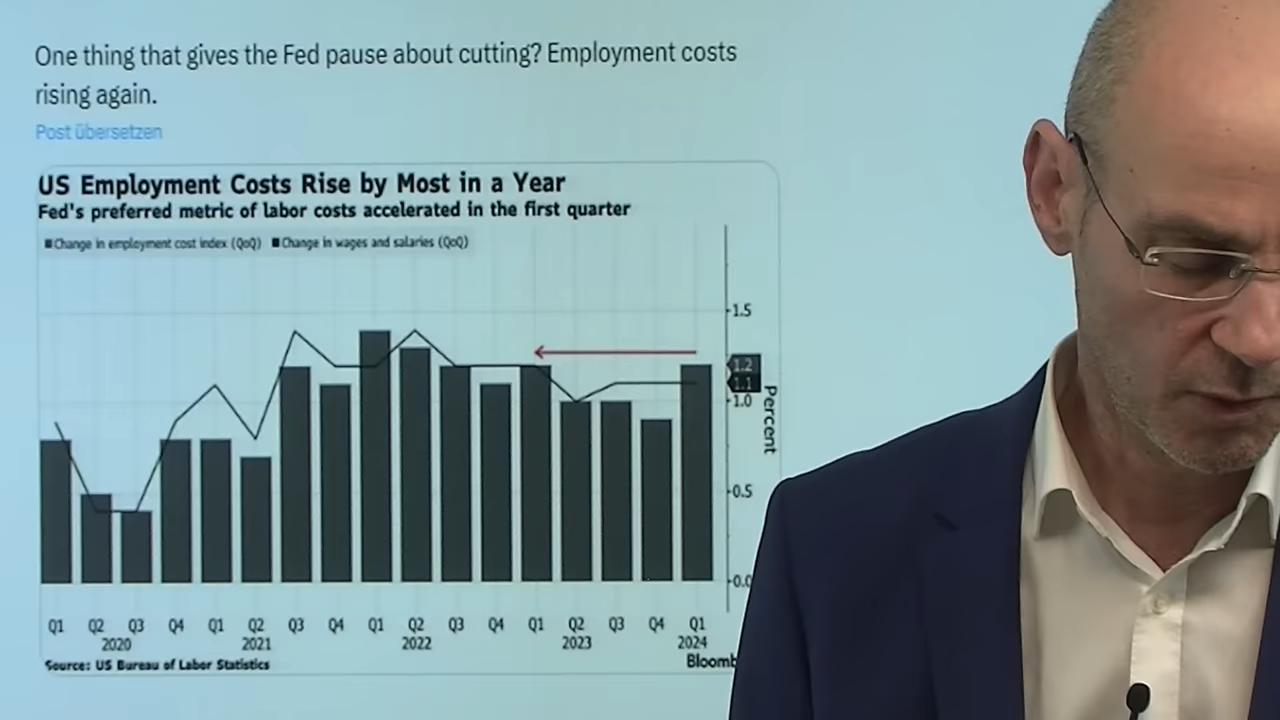 One thing that gives the Fed pause about cutting? Employment costs
rising again.
Post übersetzen
US Employment Costs Rise by Most in a Year
Fed's preferred metric of labor costs accelerated in the first quarter
Change in employment cost index (QoQ) Change in wages and salaries (QoQ)
1.5
1.2
1.1
1.0
0.5
0.0
Percent
Q1 Q2 Q3 Q4 Q1 Q2 Q3 Q4 Q1 Q2 Q3 Q4 Q1 Q2 Q3 Q4 Q1
2020 2021 2022 2023 2024
Source: US Bureau of Labor Statistics
Bloomb